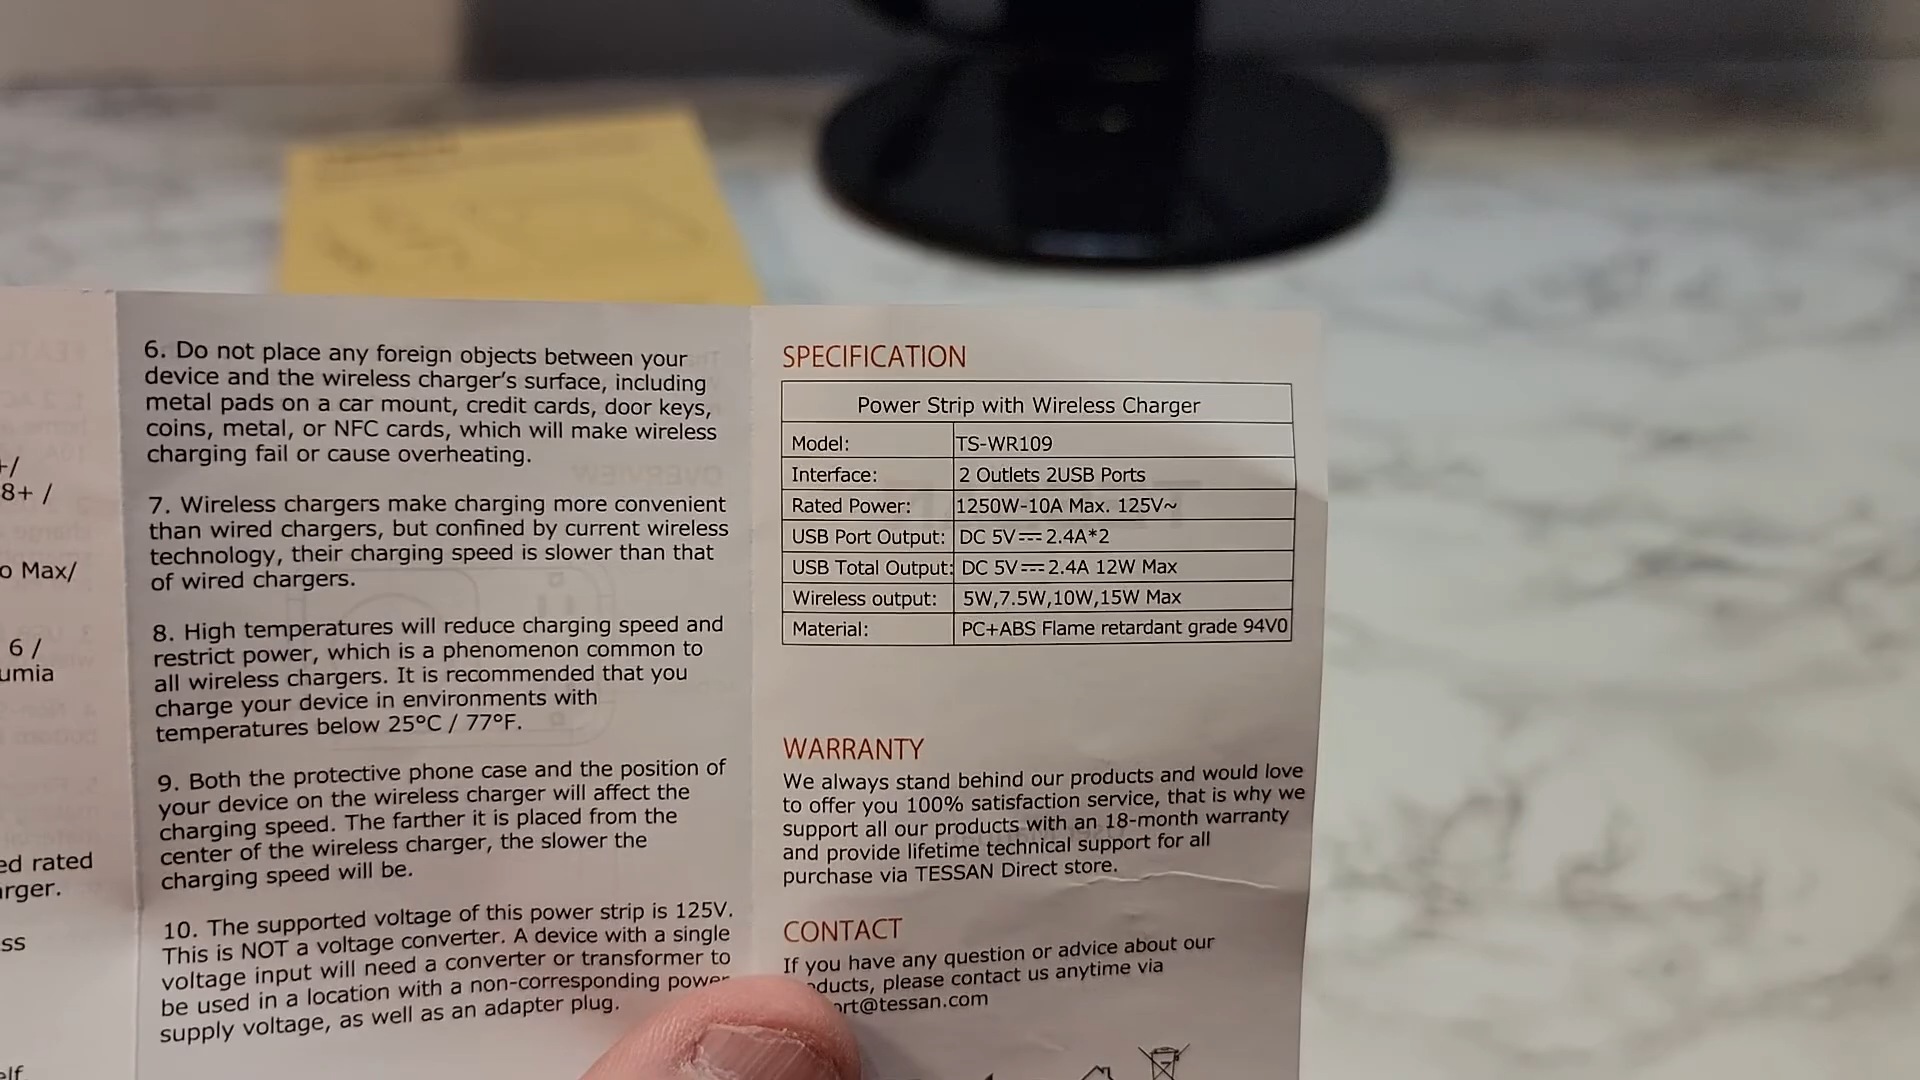 +/
8+ /
o Max/
6 /
umia
ed rated
arger.
ss
elf
6. Do not place any foreign objects between your
device and the wireless charger's surface, including
metal pads on a car mount, credit cards, door keys,
coins, metal, or NFC cards, which will make wireless
charging fail or cause overheating.
7. Wireless chargers make charging more convenient
than wired chargers, but confined by current wireless
technology, their charging speed is slower than that
of wired chargers.
8. High temperatures will reduce charging speed and
restrict power, which is a phenomenon common to
all wireless chargers. It is recommended that you
charge your device in environments with
temperatures below 25°C / 77°F.
9. Both the protective phone case and the position of
your device on the wireless charger will affect the
charging speed. The farther it is placed from the
center of the wireless charger, the slower the
charging speed will be.
10. The supported voltage of this power strip is 125V.
This is NOT a voltage converter. A device with a single
voltage input will need a converter or transformer to
be used in a location with a non-corresponding power
supply voltage, as well as an adapter plug.
SPECIFICATION
Power Strip with Wireless Charger
Model: TS-WR109
Interface: 2 Outlets 2USB Ports
Rated Power: 1250W-10A Max. 125V~
USB Port Output: DC 5V⎓2.4A*2
USB Total Output: DC 5V⎓2.4A 12W Max
Wireless output: 5W,7.5W,10W,15W Max
Material: PC+ABS Flame retardant grade 94V0
WARRANTY
We always stand behind our products and would love
to offer you 100% satisfaction service, that is why we
support all our products with an 18-month warranty
and provide lifetime technical support for all
purchase via TESSAN Direct store.
CONTACT
If you have any question or advice about our
oducts, please contact us anytime via
ort@tessan.com